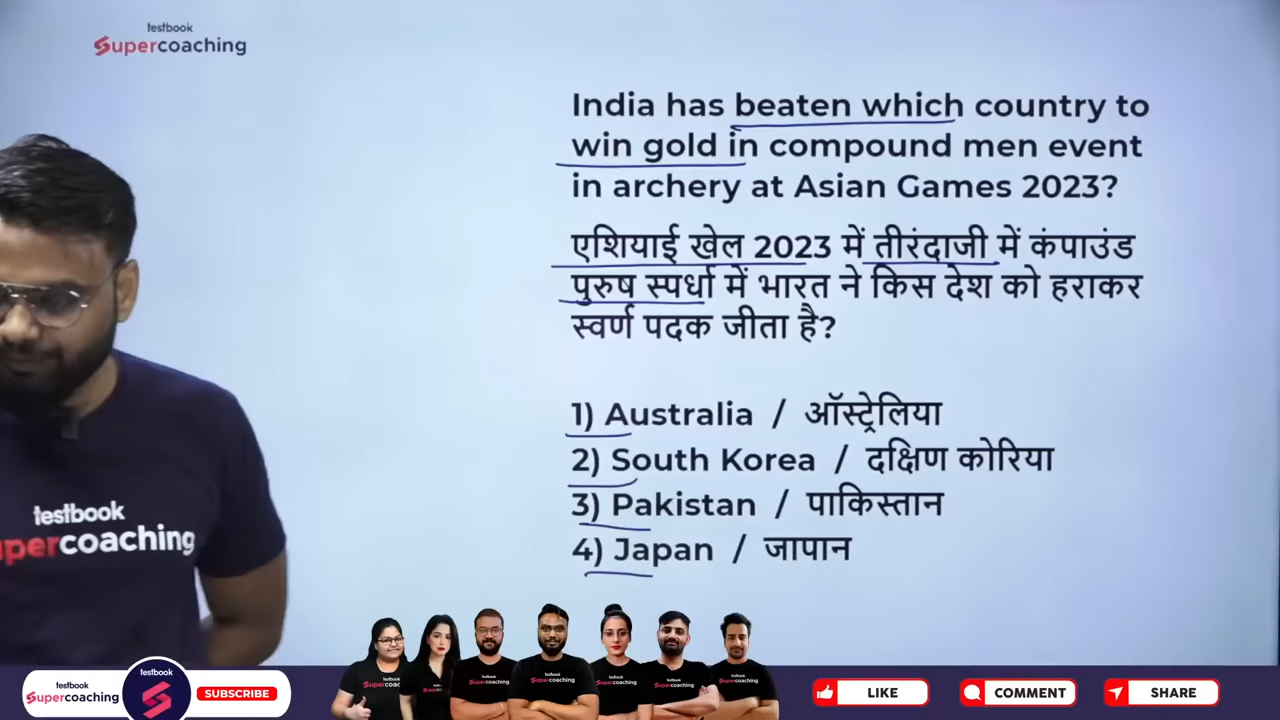 testbook
Supercoaching
India has beaten which country to
win gold in compound men event
in archery at Asian Games 2023?
एशियाई खेल 2023 में तीरंदाजी में कंपाउंड
पुरुष स्पर्धा में भारत ने किस देश को हराकर
स्वर्ण पदक जीता है?
1) Australia / ऑस्ट्रेलिया
2) South Korea / दक्षिण कोरिया
3) Pakistan / पाकिस्तान
4) Japan / जापान
testbook
upercoaching
testbook
Supercoaching
testbook
SUBSCRIBE
LIKE
COMMENT
SHARE